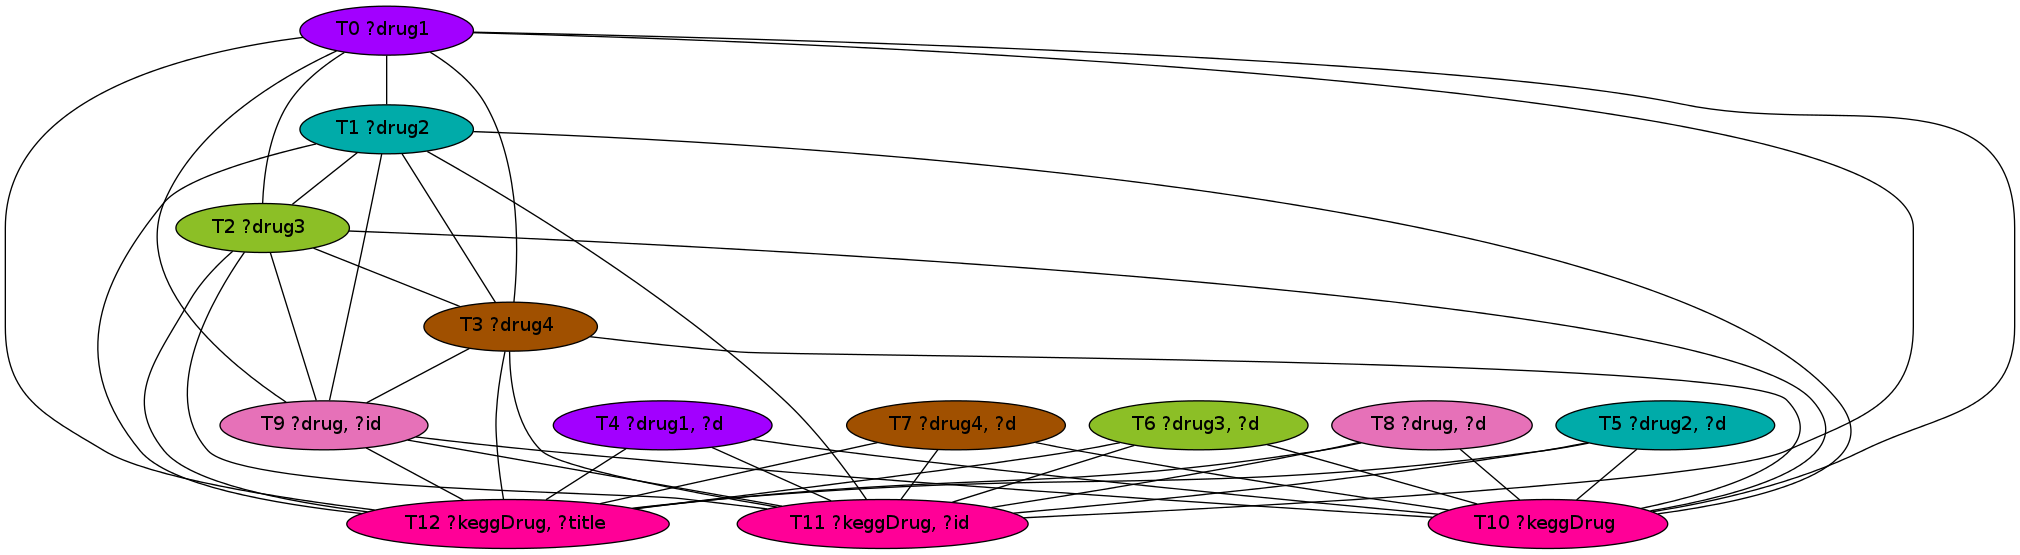 T0 ?drug1
T1 ?drug2
T2 ?drug3
T3 ?drug4
T9 ?drug, ?id
T4 ?drug1, ?d
T7 ?drug4, ?d
T6 ?drug3, ?d
T8 ?drug, ?d
T5 ?drug2, ?d
T12 ?keggDrug, ?title
T11 ?keggDrug, ?id
T10 ?keggDrug